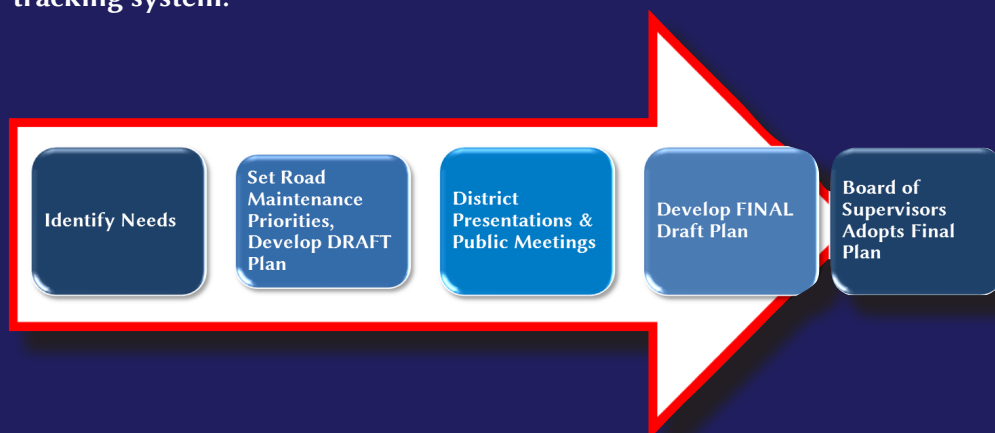 tracking system.
Identify Needs
Set Road
Maintenance
Priorities,
Develop DRAFT
Plan
District
Presentations &
Public Meetings
Develop FINAL
Draft Plan
Board of
Supervisors
Adopts Final
Plan